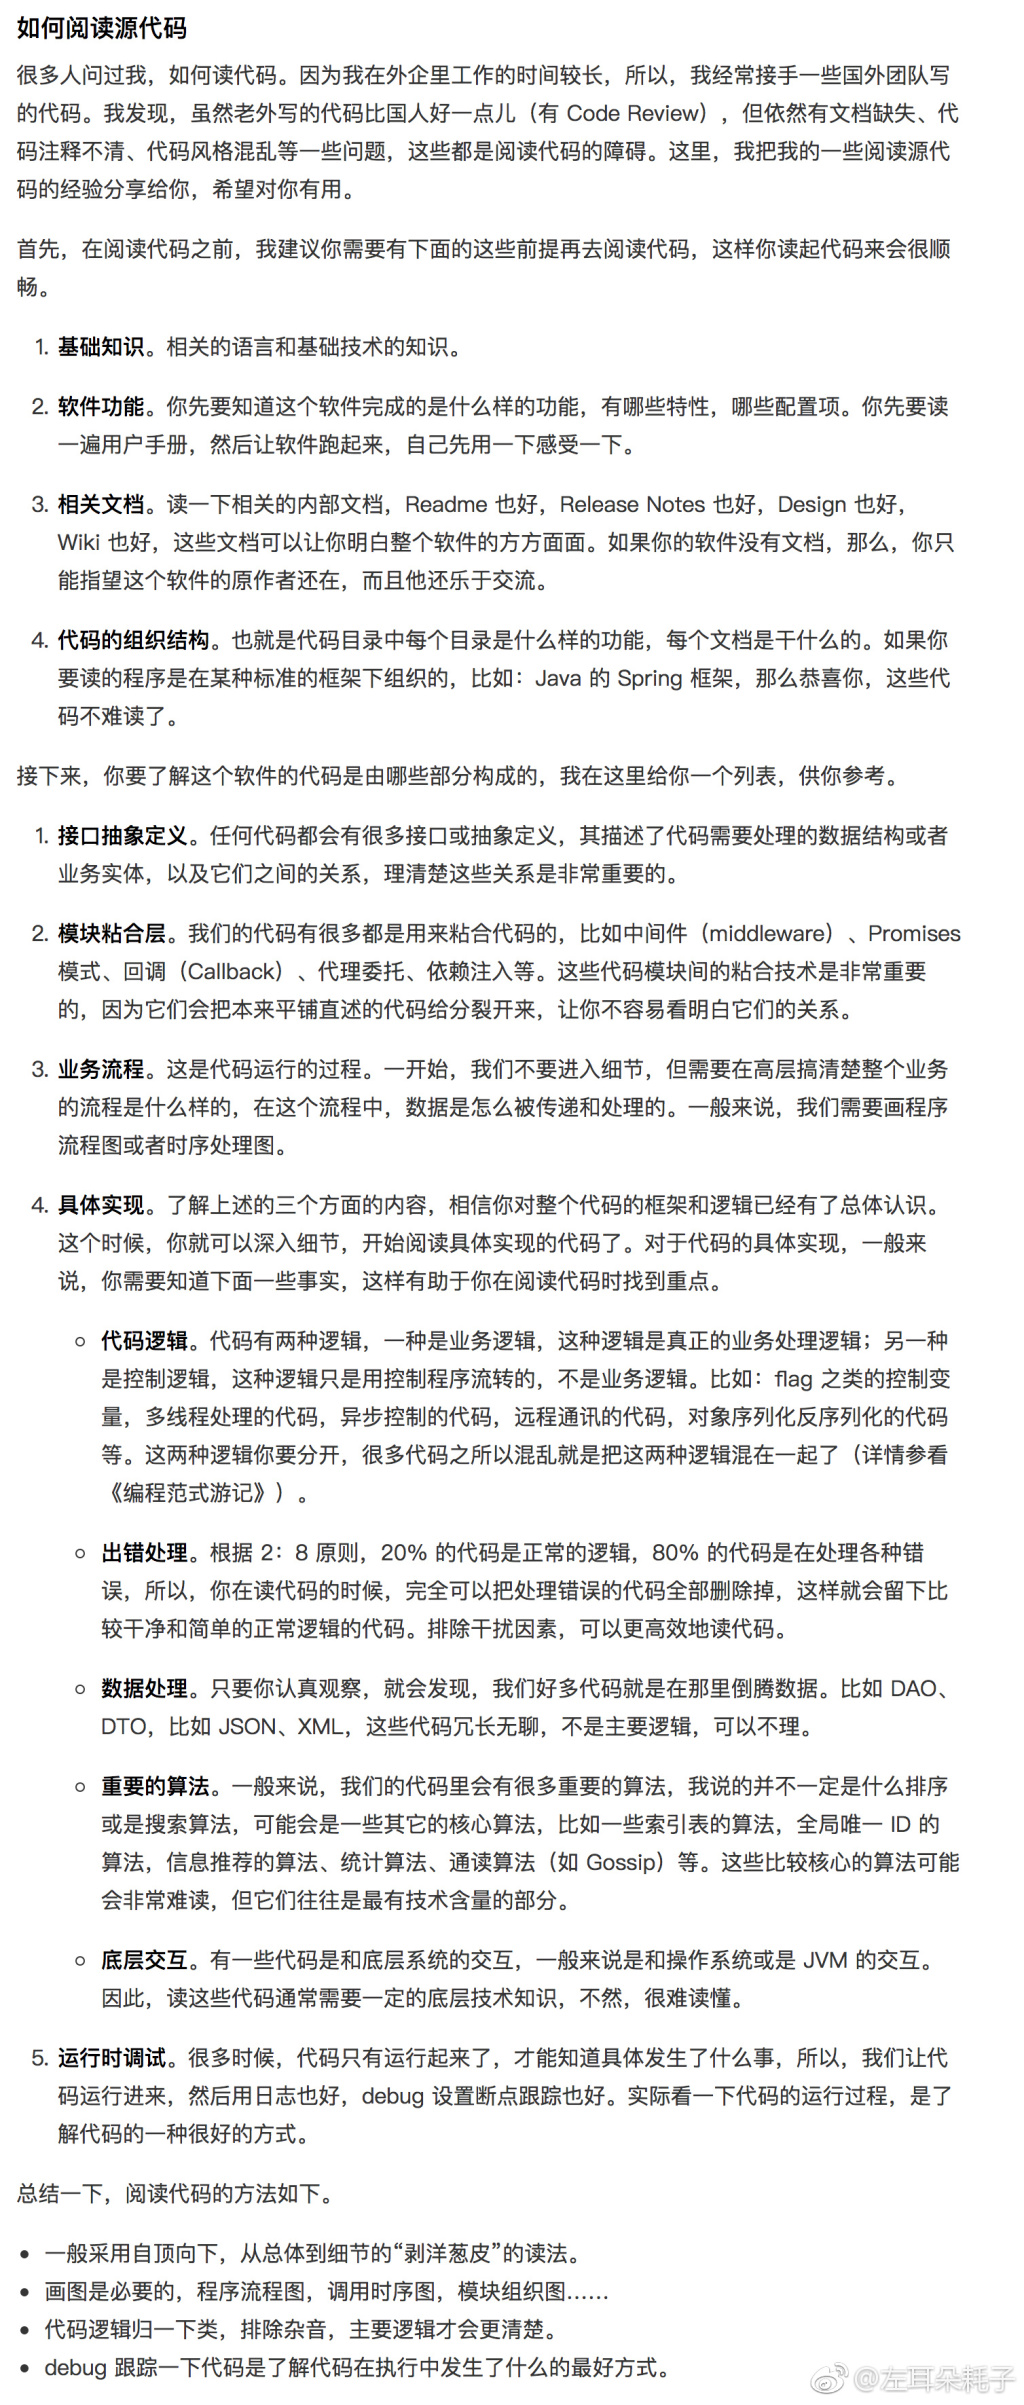 如何阅读源代码
很多人问过我，如何读代码。因为我在外企里工作的时间较长，所以，我经常接手一些国外团队写
的代码。我发现，虽然老外写的代码比国人好一点儿（有 Code Review），但依然有文档缺失、代
码注释不清、代码风格混乱等一些问题，这些都是阅读代码的障碍。这里，我把我的一些阅读源代
码的经验分享给你，希望对你有用。
首先，在阅读代码之前，我建议你需要有下面的这些前提再去阅读代码，这样你读起代码来会很顺
畅。
1. 基础知识。相关的语言和基础技术的知识。
2. 软件功能。你先要知道这个软件完成的是什么样的功能，有哪些特性，哪些配置项。你先要读
一遍用户手册，然后让软件跑起来，自己先用一下感受一下。
3. 相关文档。读一下相关的内部文档，Readme 也好，Release Notes 也好，Design 也好，
Wiki 也好，这些文档可以让你明白整个软件的方方面面。如果你的软件没有文档，那么，你只
能指望这个软件的原作者还在，而且他还乐于交流。
4. 代码的组织结构。也就是代码目录中每个目录是什么样的功能，每个文档是干什么的。如果你
要读的程序是在某种标准的框架下组织的，比如：Java 的 Spring 框架，那么恭喜你，这些代
码不难读了。
接下来，你要了解这个软件的代码是由哪些部分构成的，我在这里给你一个列表，供你参考。
1. 接口抽象定义。任何代码都会有很多接口或抽象定义，其描述了代码需要处理的数据结构或者
业务实体，以及它们之间的关系，理清楚这些关系是非常重要的。
2. 模块粘合层。我们的代码有很多都是用来粘合代码的，比如中间件（middleware）、Promises
模式、回调（Callback）、代理委托、依赖注入等。这些代码模块间的粘合技术是非常重要
的，因为它们会把本来平铺直述的代码给分裂开来，让你不容易看明白它们的关系。
3. 业务流程。这是代码运行的过程。一开始，我们不要进入细节，但需要在高层搞清楚整个业务
的流程是什么样的，在这个流程中，数据是怎么被传递和处理的。一般来说，我们需要画程序
流程图或者时序处理图。
4. 具体实现。了解上述的三个方面的内容，相信你对整个代码的框架和逻辑已经有了总体认识。
这个时候，你就可以深入细节，开始阅读具体实现的代码了。对于代码的具体实现，一般来
说，你需要知道下面一些事实，这样有助于你在阅读代码时找到重点。
○ 代码逻辑。代码有两种逻辑，一种是业务逻辑，这种逻辑是真正的业务处理逻辑；另一种
是控制逻辑，这种逻辑只是用控制程序流转的，不是业务逻辑。比如：flag 之类的控制变
量，多线程处理的代码，异步控制的代码，远程通讯的代码，对象序列化反序列化的代码
等。这两种逻辑你要分开，很多代码之所以混乱就是把这两种逻辑混在一起了（详情参看
《编程范式游记》）。
○ 出错处理。根据 2：8 原则，20% 的代码是正常的逻辑，80% 的代码是在处理各种错
误，所以，你在读代码的时候，完全可以把处理错误的代码全部删除掉，这样就会留下比
较干净和简单的正常逻辑的代码。排除干扰因素，可以更高效地读代码。
○ 数据处理。只要你认真观察，就会发现，我们好多代码就是在那里倒腾数据。比如 DAO、
DTO，比如 JSON、XML，这些代码冗长无聊，不是主要逻辑，可以不理。
○ 重要的算法。一般来说，我们的代码里会有很多重要的算法，我说的并不一定是什么排序
或是搜索算法，可能会是一些其它的核心算法，比如一些索引表的算法，全局唯一 ID 的
算法，信息推荐的算法、统计算法、通读算法（如 Gossip）等。这些比较核心的算法可能
会非常难读，但它们往往是最有技术含量的部分。
○ 底层交互。有一些代码是和底层系统的交互，一般来说是和操作系统或是 JVM 的交互。
因此，读这些代码通常需要一定的底层技术知识，不然，很难读懂。
5. 运行时调试。很多时候，代码只有运行起来了，才能知道具体发生了什么事，所以，我们让代
码运行进来，然后用日志也好，debug 设置断点跟踪也好。实际看一下代码的运行过程，是了
解代码的一种很好的方式。
总结一下，阅读代码的方法如下。
• 一般采用自顶向下，从总体到细节的“剥洋葱皮”的读法。
• 画图是必要的，程序流程图，调用时序图，模块组织图……
• 代码逻辑归一下类，排除杂音，主要逻辑才会更清楚。
• debug 跟踪一下代码是了解代码在执行中发生了什么的最好方式。
@左耳朵耗子